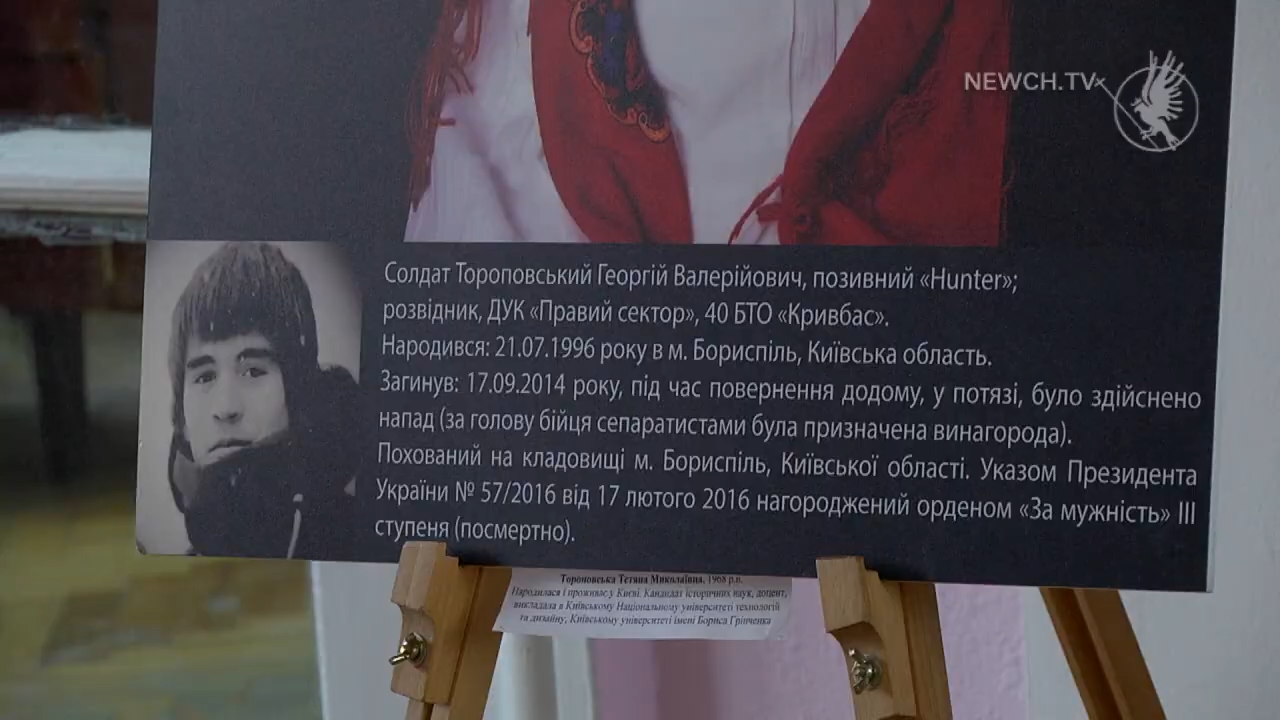 NEWCH.TV
Солдат Тороповський Георгій Валерійович, позивний «Hunter»;
розвідник, ДУК «Правий сектор», 40 БТО «Кривбас».
Народився: 21.07.1996 року в м. Бориспіль, Київська область.
Загинув: 17.09.2014 року, під час повернення додому, у потязі, було здійснено
напад (за голову бійця сепаратистами була призначена винагорода).
Похований на кладовищі м. Бориспіль, Київської області. Указом Президента
України № 57/2016 від 17 лютого 2016 нагороджений орденом «За мужність» III
ступеня (посмертно).
Тороповська Тетяна Миколаївна, 1968 р.н.
Народилася і проживає у Києві. Кандидат історичних наук, доцент,
викладала в Київському Національному університеті технологій
та дизайну, Київському університеті імені Бориса Грінченка